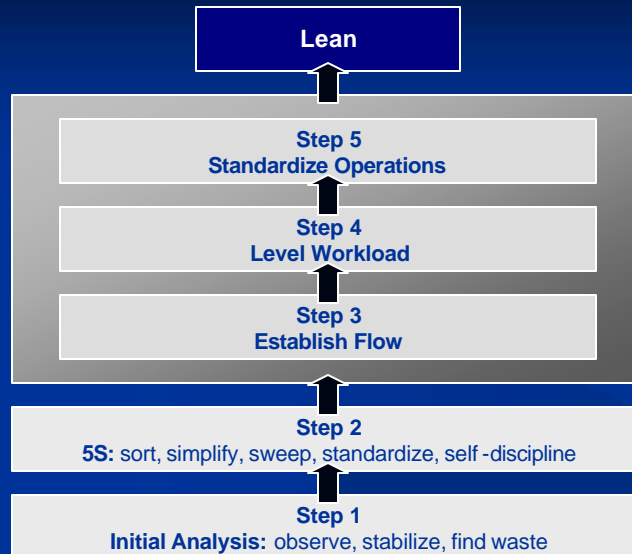 Lean
Step 5
Standardize Operations
Step 4
Level Workload
Step 3
Establish Flow
Step 2
5S: sort, simplify, sweep, standardize, self-discipline
Step 1
Initial Analysis: observe, stabilize, find waste